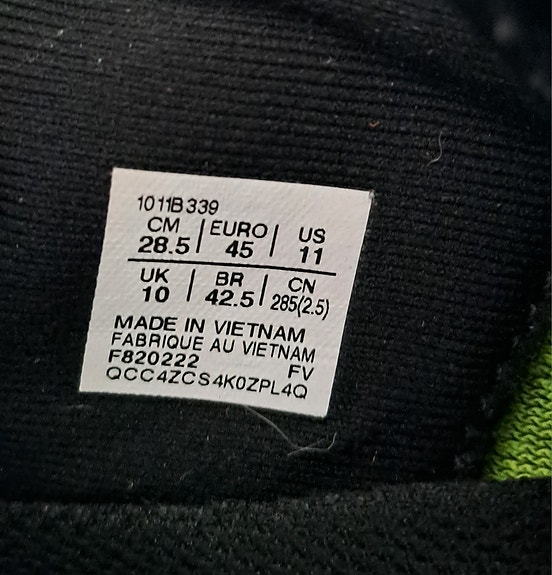 1011B339
CM | EURO | US
28.5 | 45 | 11
UK | BR | CN
10 | 42.5 | 285(2.5)
MADE IN VIETNAM
FABRIQUE AU VIETNAM
F820222 FV
QCC4ZCS4K0ZPL4Q